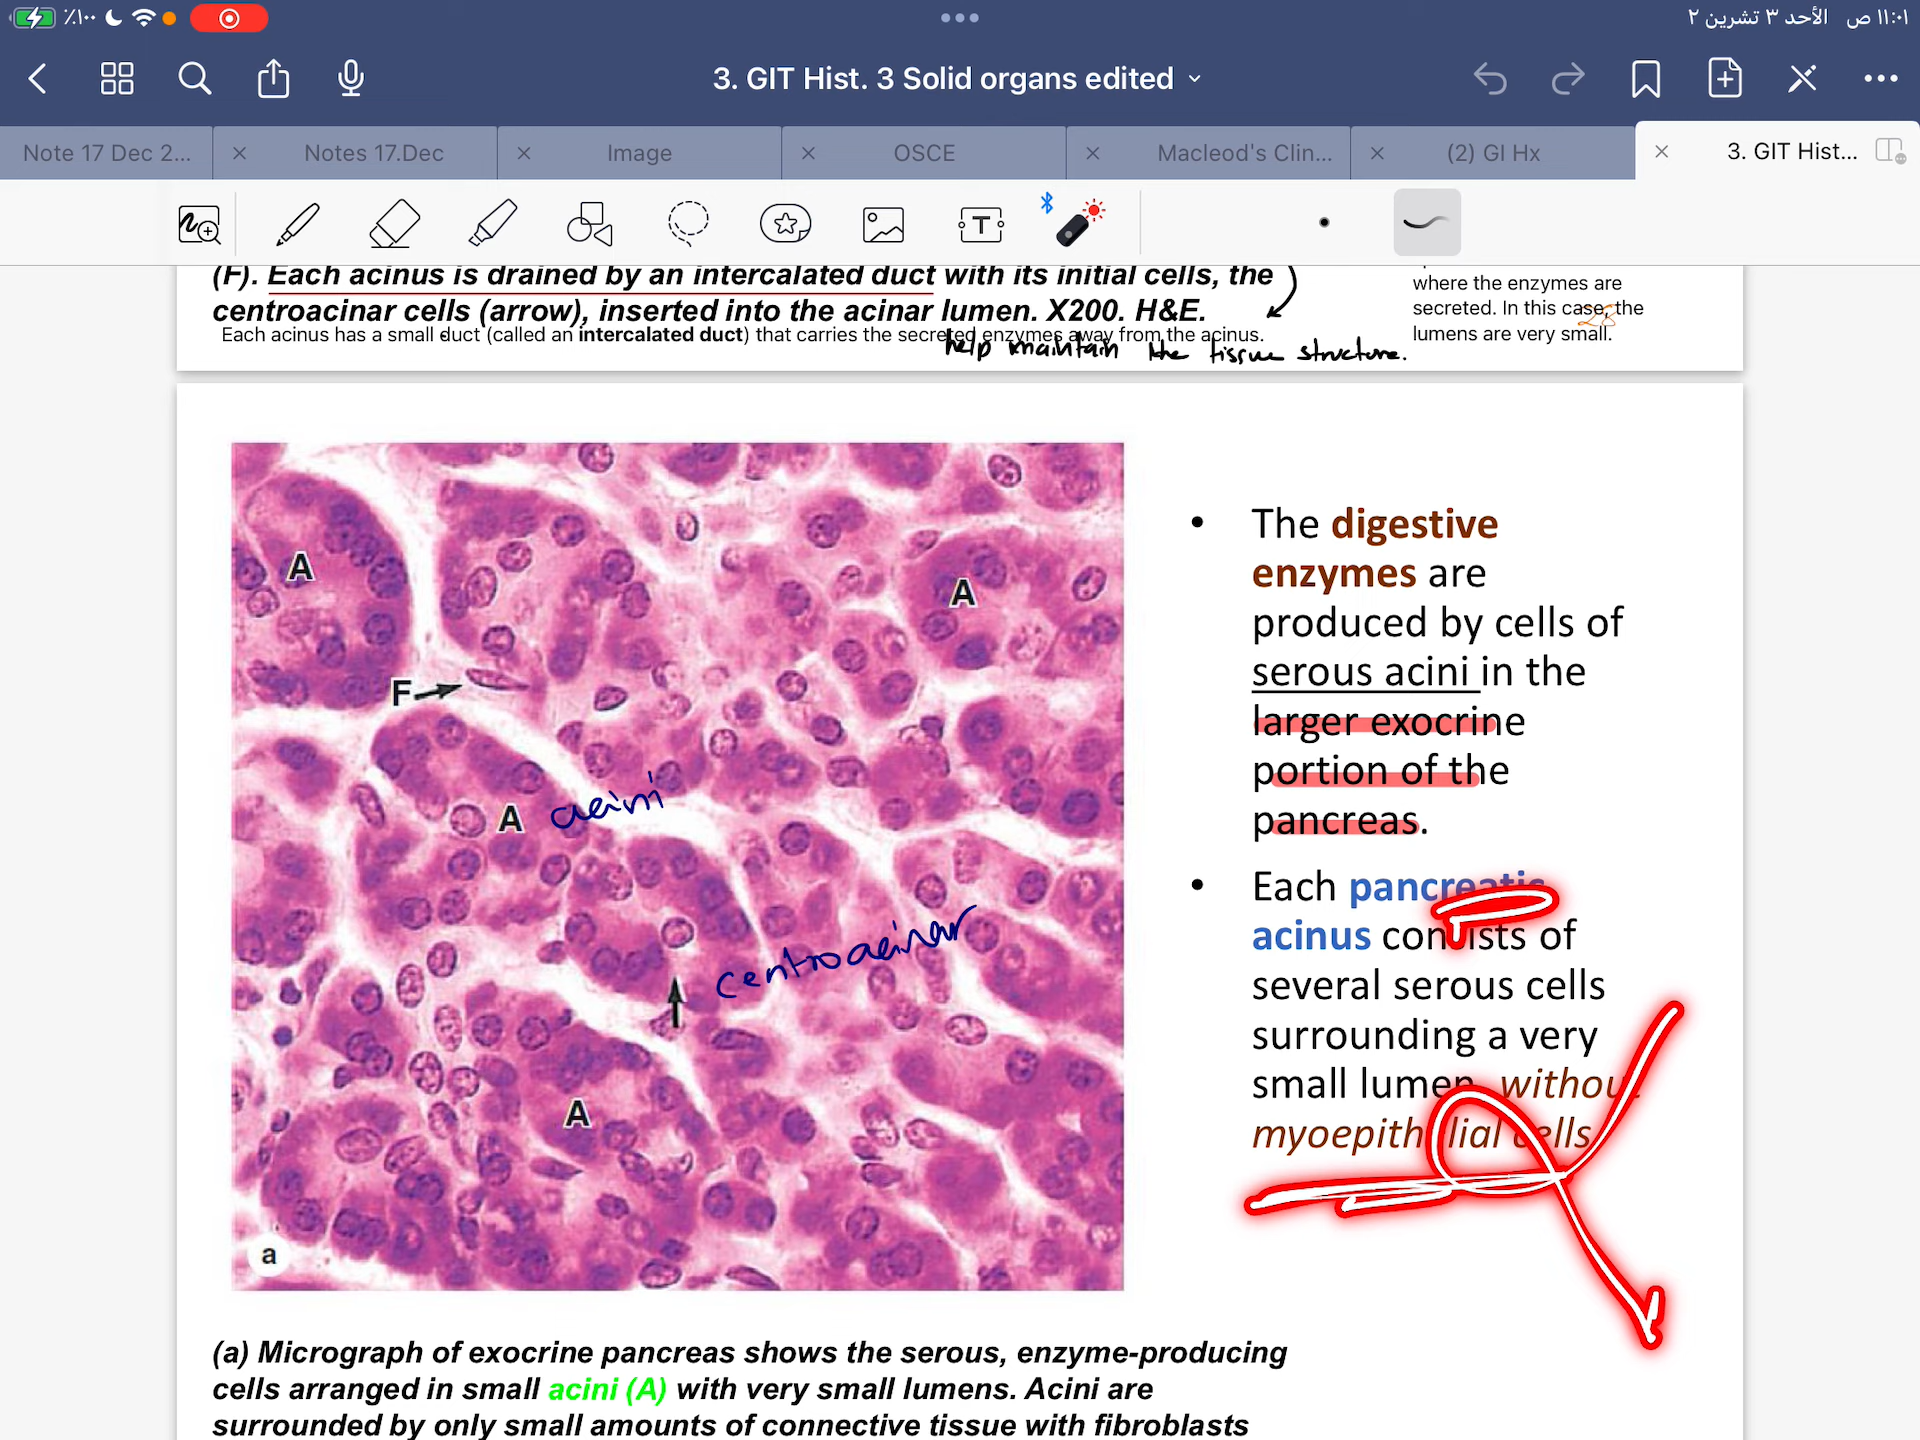 ٪١٠٠
١١:٠١ ص الأحد ٣ تشرين ٢
3. GIT Hist. 3 Solid organs edited
Note 17 Dec 2...
Notes 17.Dec
Image
OSCE
Macleod's Clin...
(2) GI Hx
3. GIT Hist...
T
(F). Each acinus is drained by an intercalated duct with its initial cells, the
centroacinar cells (arrow), inserted into the acinar lumen. X200. H&E.
Each acinus has a small duct (called an intercalated duct) that carries the secreted enzymes away from the acinus.
help maintain the tissue structure.
where the enzymes are
secreted. In this case, the
lumens are very small.
28
A
A
F
A acini
centroacinar
A
a
• The digestive
enzymes are
produced by cells of
serous acini in the
larger exocrine
portion of the
pancreas.
• Each pancreatic
acinus consists of
several serous cells
surrounding a very
small lumen, without
myoepithelial cells
(a) Micrograph of exocrine pancreas shows the serous, enzyme-producing
cells arranged in small acini (A) with very small lumens. Acini are
surrounded by only small amounts of connective tissue with fibroblasts